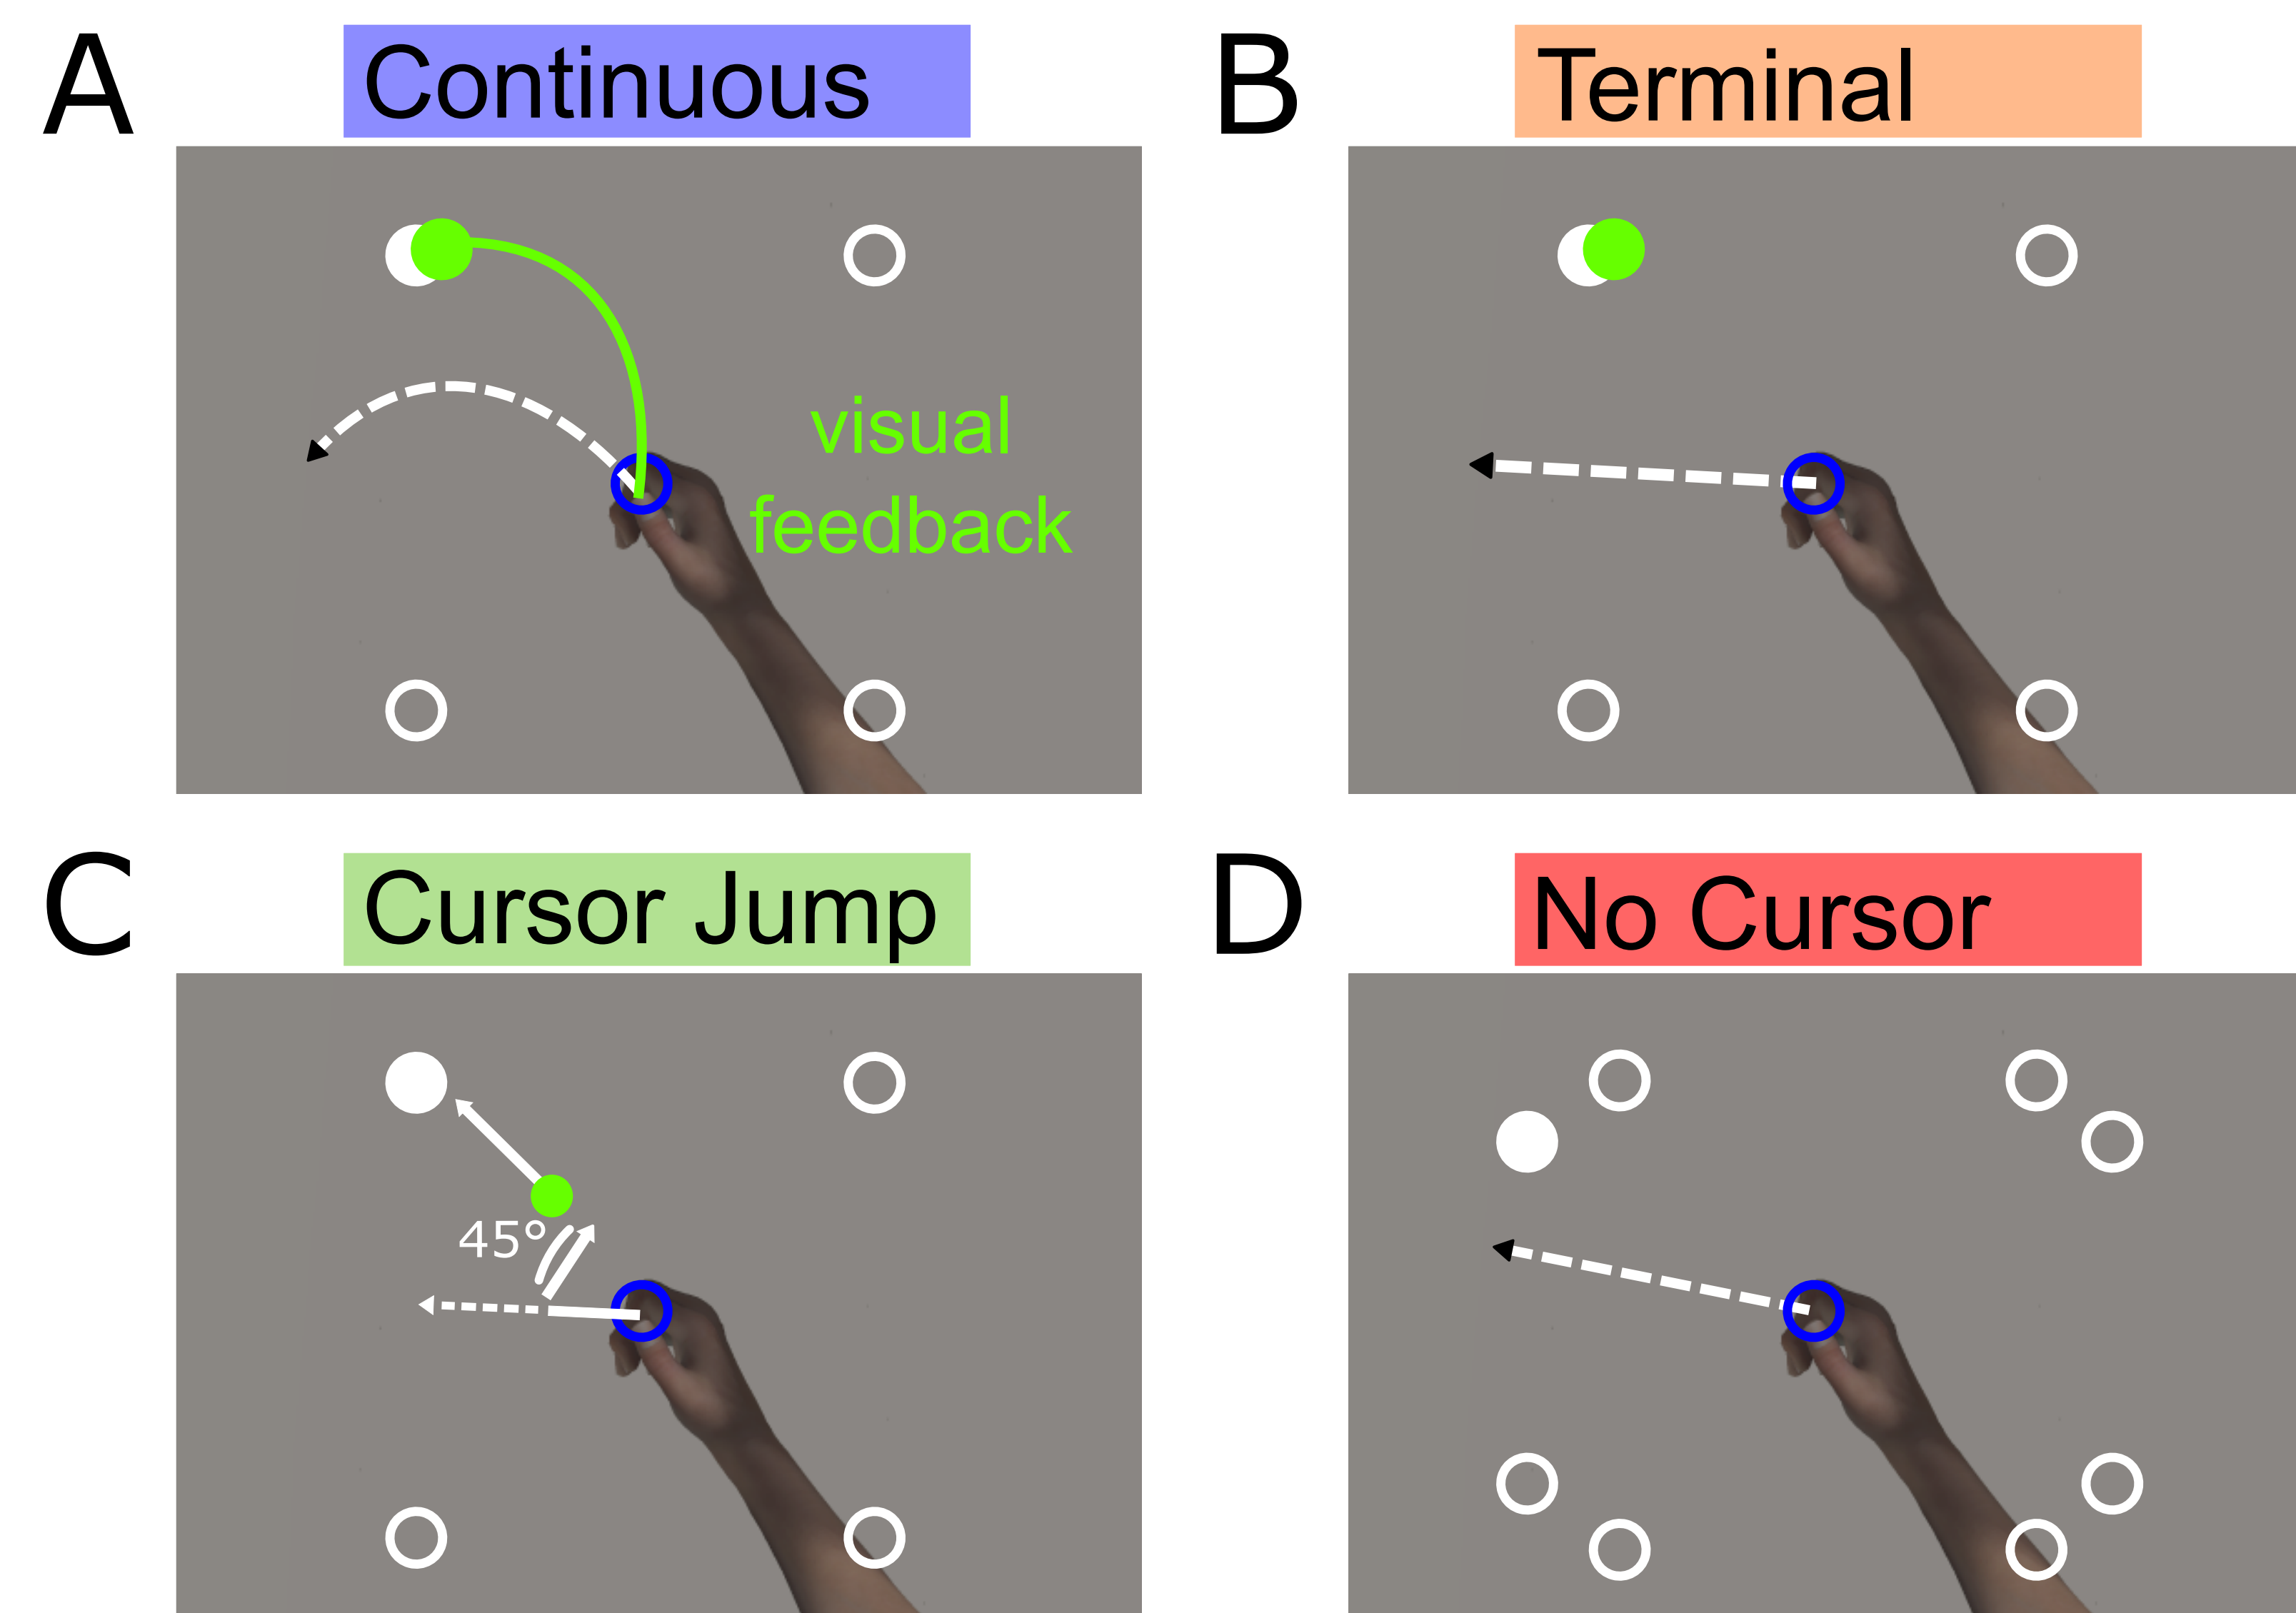 A
Continuous
visual
feedback
B
Terminal
C
Cursor Jump
45°
D
No Cursor